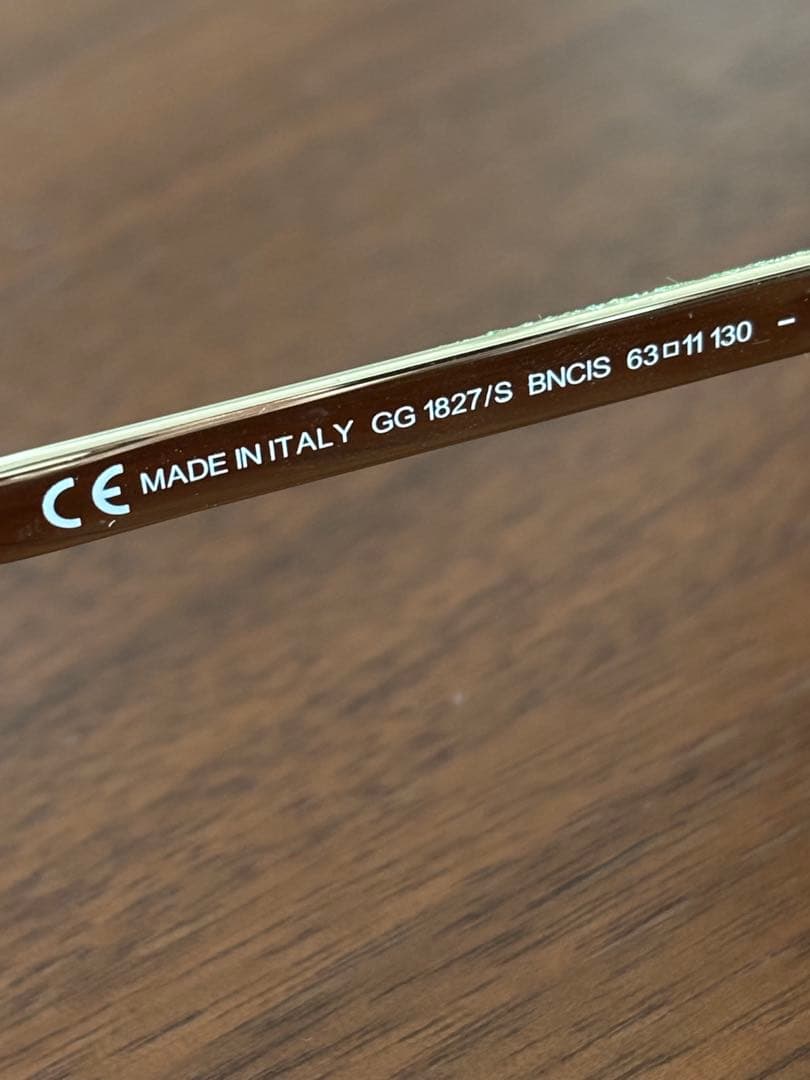 CE MADE IN ITALY GG 1827/S BNCIS 63□11 130 –